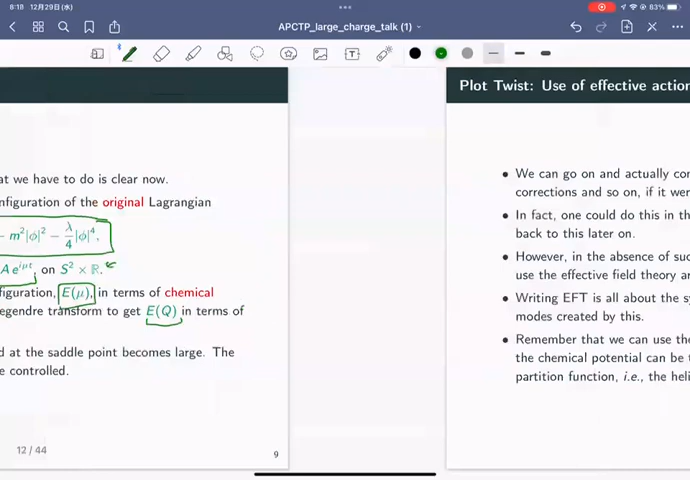 8:18 12月29日(水)
83%
APCTP_large_charge_talk (1)
at we have to do is clear now.
nfiguration of the original Lagrangian
− m²|ϕ|² − λ/4 |ϕ|⁴,
A e^{iμt}, on S² × ℝ.
figuration, E(μ), in terms of chemical
egendre transform to get E(Q) in terms of
d at the saddle point becomes large. The
e controlled.
12 / 44
9
Plot Twist: Use of effective action
• We can go on and actually co
corrections and so on, if it wer
• In fact, one could do this in th
back to this later on.
• However, in the absence of suc
use the effective field theory a
• Writing EFT is all about the sy
modes created by this.
• Remember that we can use the
the chemical potential can be t
partition function, i.e., the heli